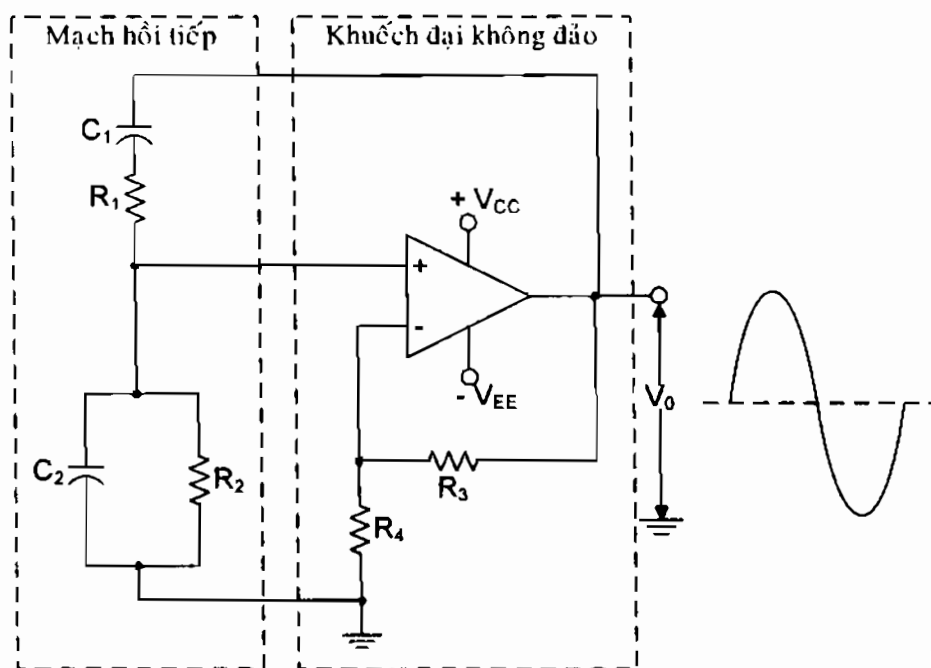 Mạch hồi tiếp
Khuếch đại không đảo
C₁
R₁
+ V_CC
+
-
- V_EE
V₀
C₂
R₂
R₃
R₄